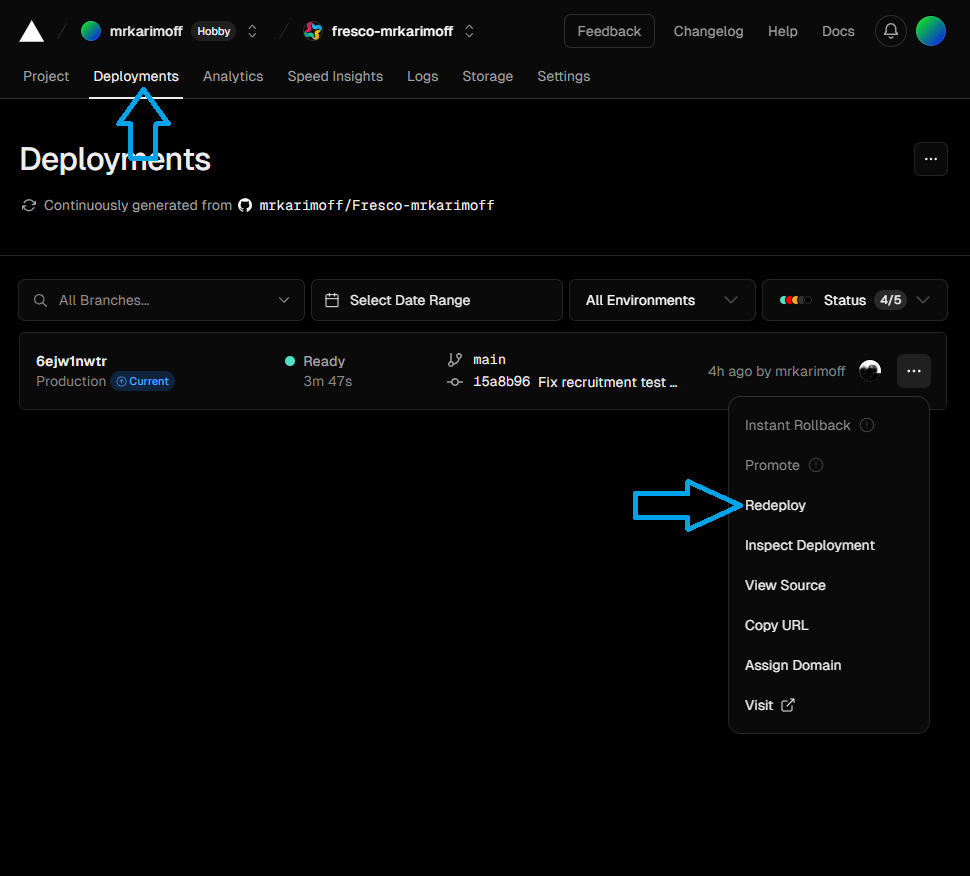 mrkarimoff Hobby fresco-mrkarimoff Feedback Changelog Help Docs
Project Deployments Analytics Speed Insights Logs Storage Settings
Deployments
Continuously generated from mrkarimoff/Fresco-mrkarimoff
All Branches... Select Date Range All Environments Status 4/5
6ejw1nwtr Ready main
Production Current 3m 47s 15a8b96 Fix recruitment test ... 4h ago by mrkarimoff
Instant Rollback
Promote
Redeploy
Inspect Deployment
View Source
Copy URL
Assign Domain
Visit